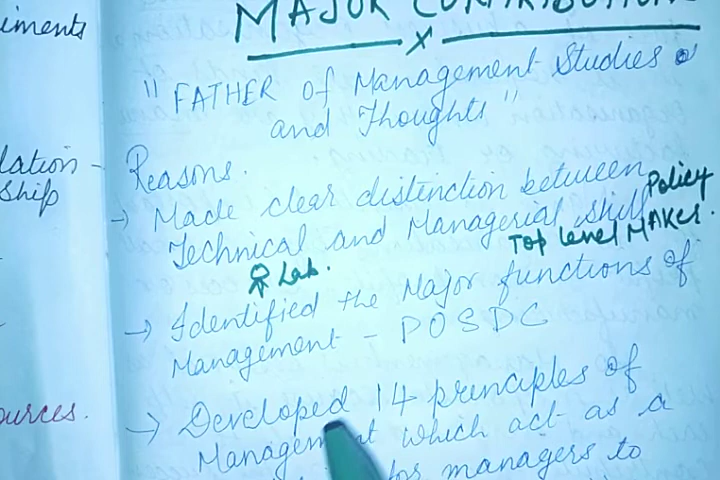 iments
lation -
ship
ources.
MAJOR CONTRIBUTION
X
"FATHER of Management Studies
and Thoughts"
Reasons.
→ Made clear distinction between
Technical and Managerial skill
Policy
Top level MAKER.
Lab.
→ Identified the Major functions of
Management - POSDC
→ Developed 14 principles of
Management which act as a
for managers to